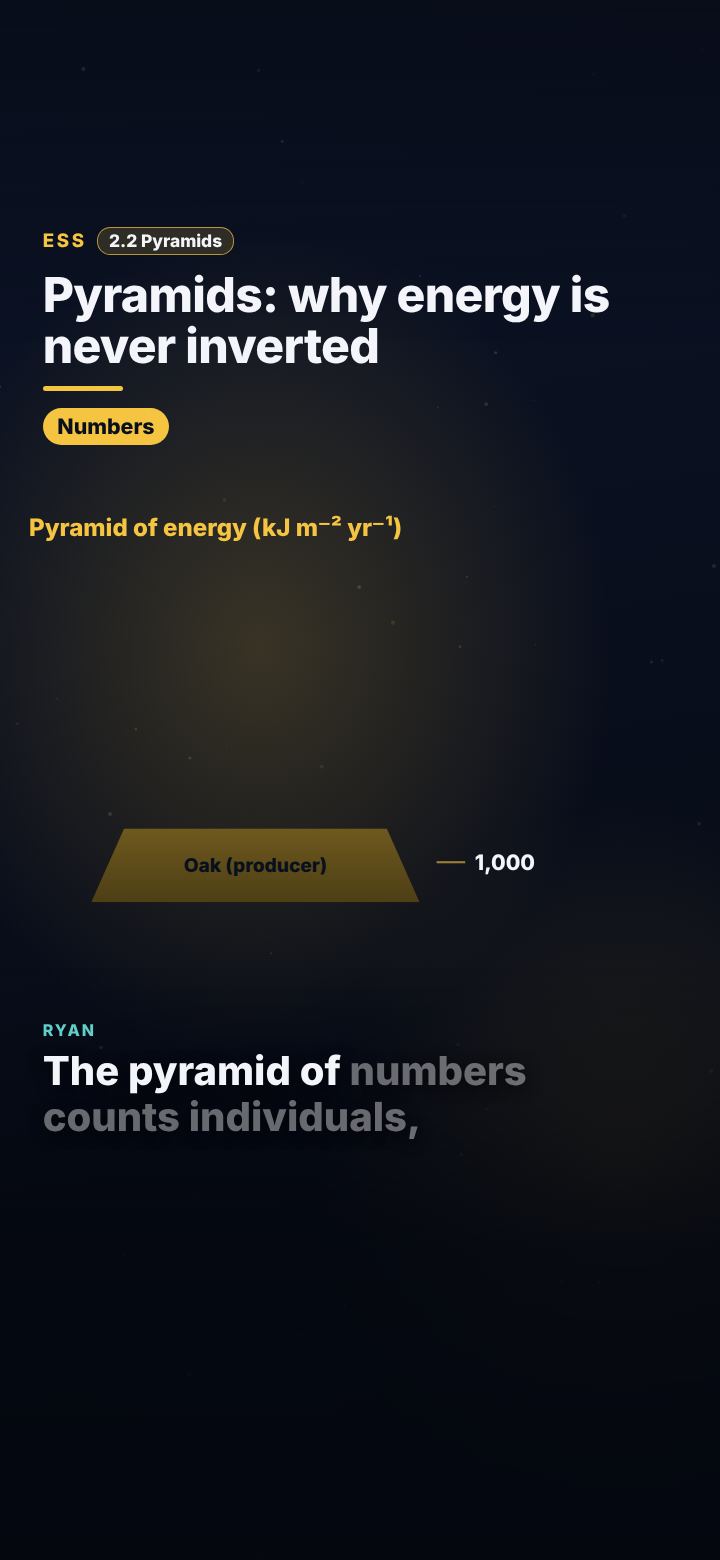 ESS 2.2 Pyramids
Pyramids: why energy is
never inverted
Numbers
Pyramid of energy (kJ m⁻² yr⁻¹)
Oak (producer) 1,000
RYAN
The pyramid of numbers
counts individuals,